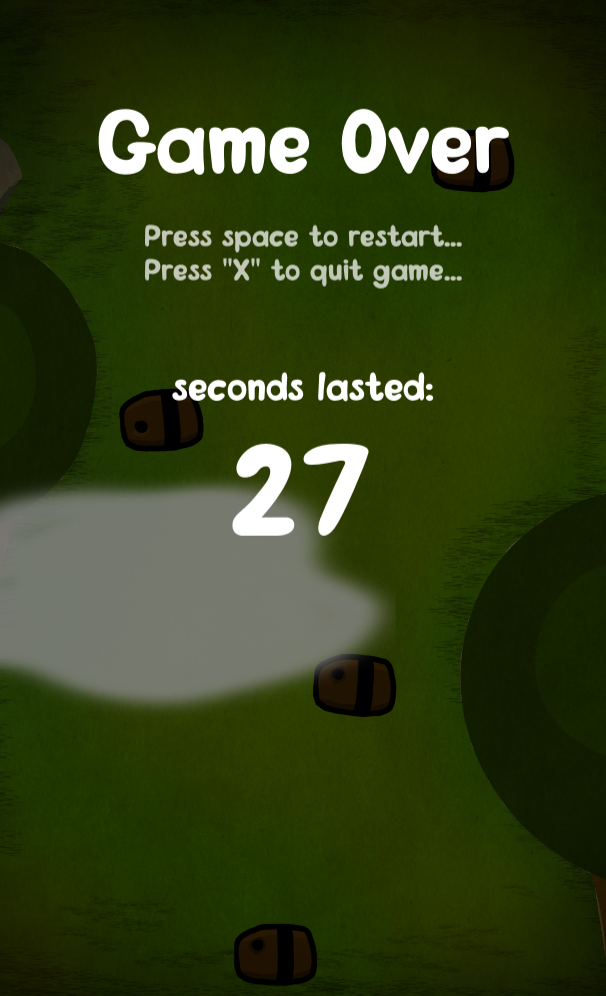 Game Over
Press space to restart...
Press "X" to quit game...
seconds lasted:
27